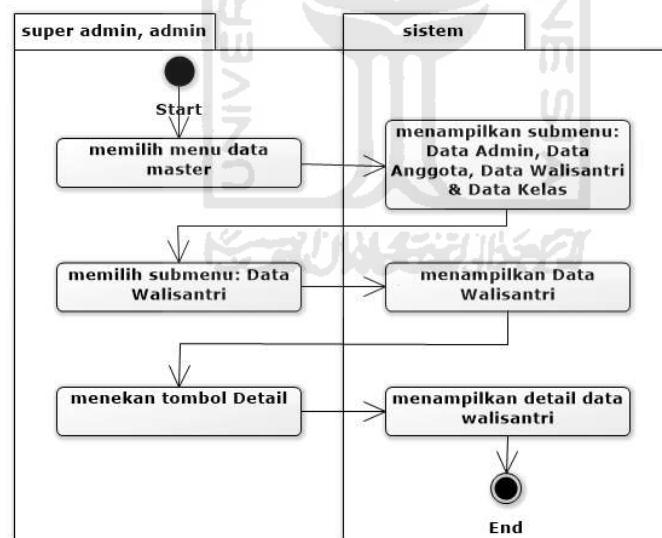 super admin, admin
sistem
Start
memilih menu data
master
menampilkan submenu:
Data Admin, Data
Anggota, Data Walisantri
& Data Kelas
memilih submenu: Data
Walisantri
menampilkan Data
Walisantri
menekan tombol Detail
menampilkan detail data
walisantri
End